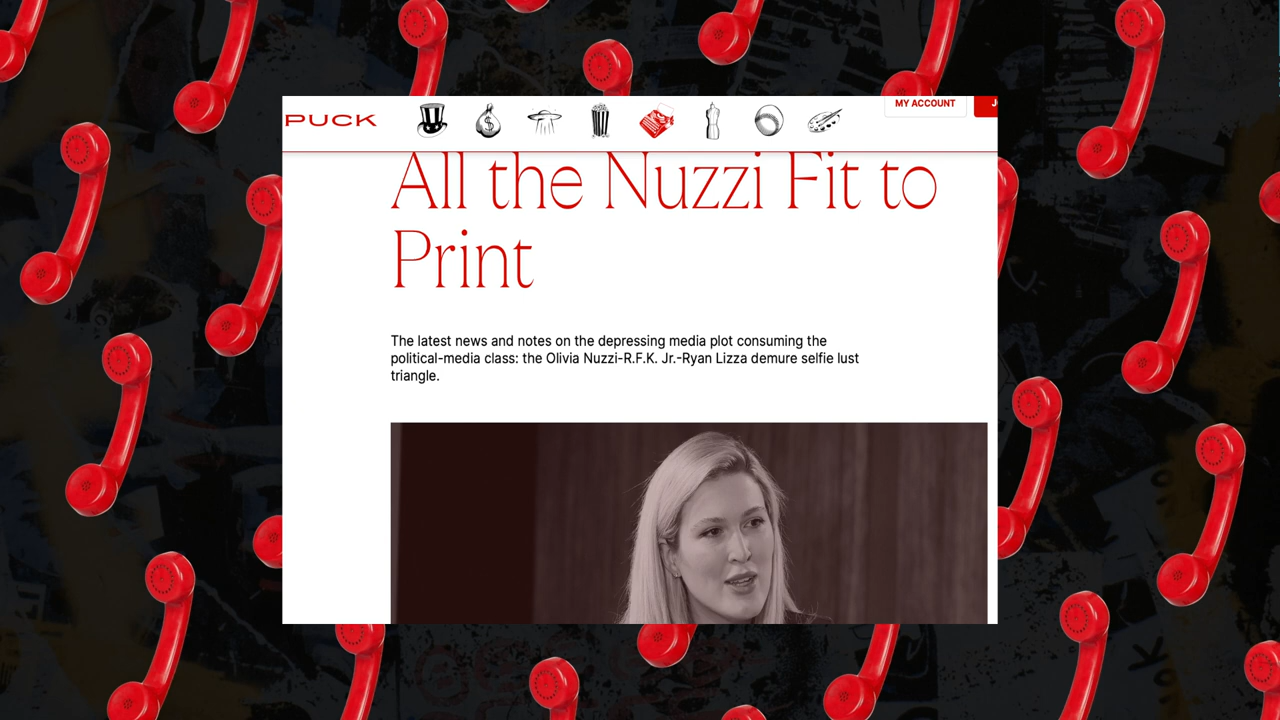 PUCK
MY ACCOUNT
All the Nuzzi Fit to
Print
The latest news and notes on the depressing media plot consuming the
political-media class: the Olivia Nuzzi-R.F.K. Jr.-Ryan Lizza demure selfie lust
triangle.